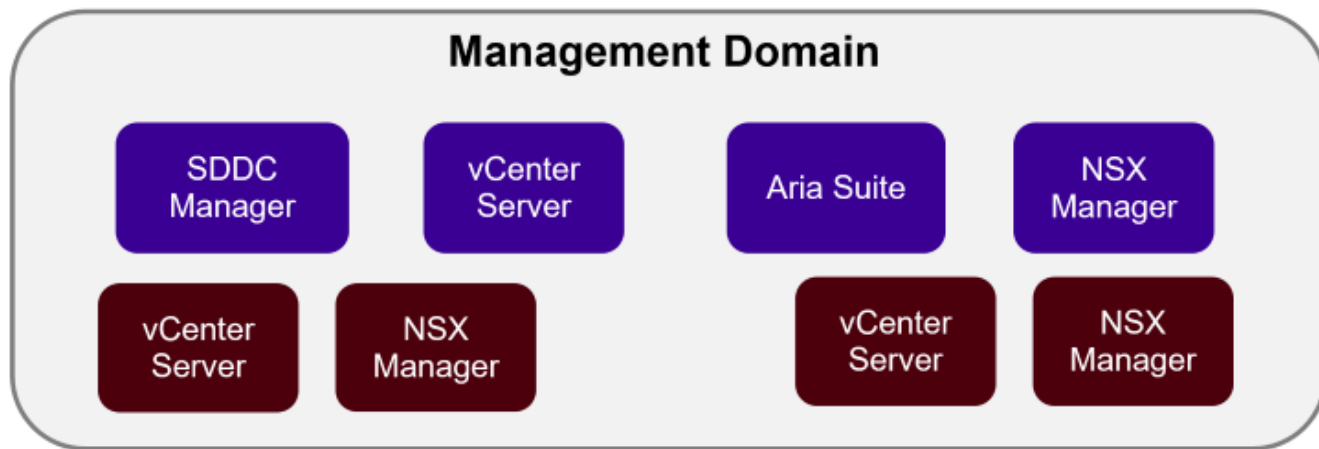 Management Domain
SDDC
Manager
vCenter
Server
Aria Suite
NSX
Manager
vCenter
Server
NSX
Manager
vCenter
Server
NSX
Manager